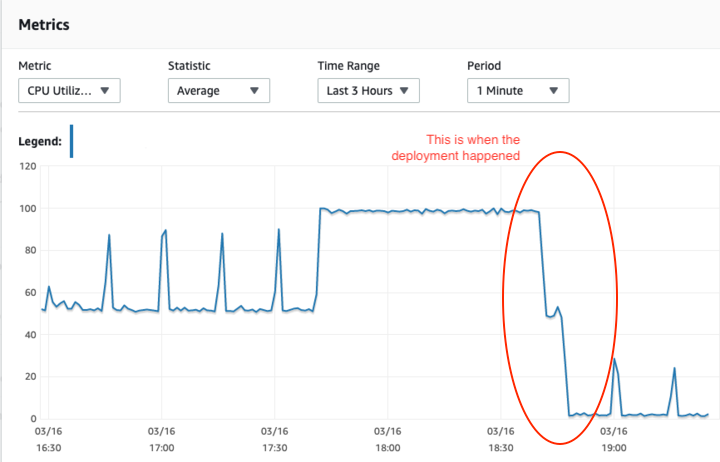 Metrics
Metric Statistic Time Range Period
CPU Utiliz... Average Last 3 Hours 1 Minute
Legend:
This is when the
deployment happened
120
100
80
60
40
20
0
03/16 03/16 03/16 03/16 03/16 03/16
16:30 17:00 17:30 18:00 18:30 19:00